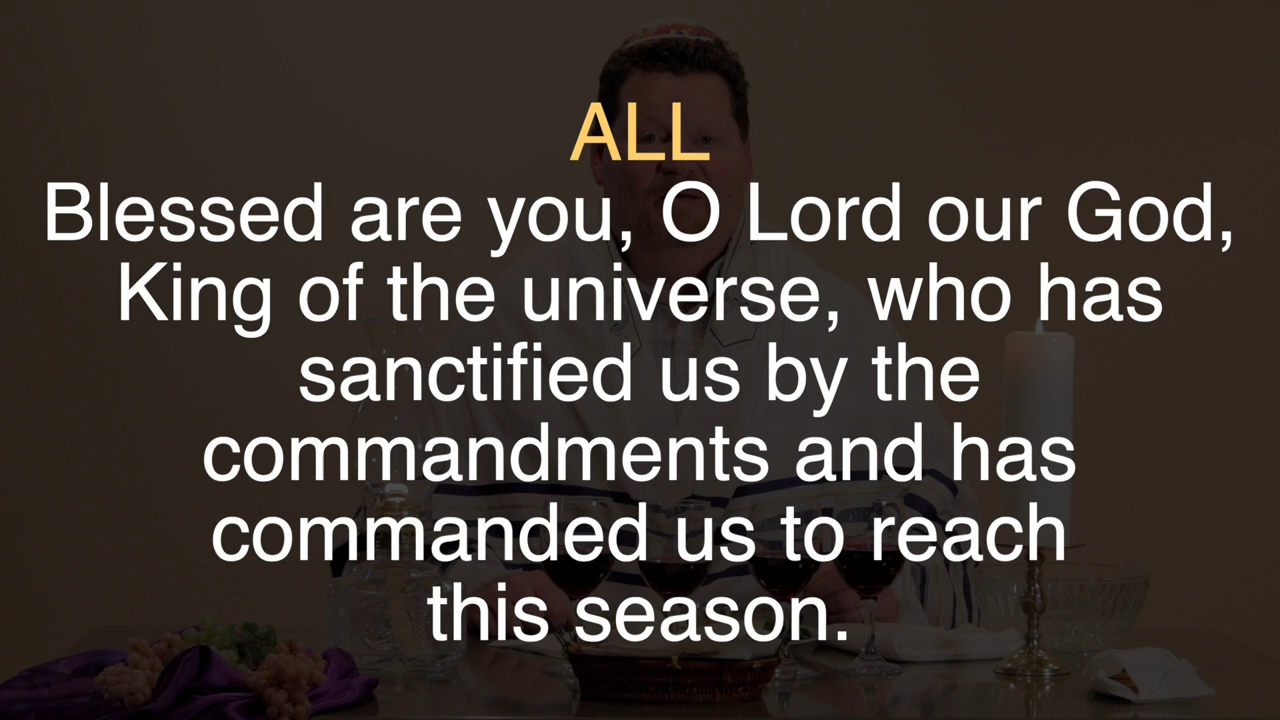 ALL
Blessed are you, O Lord our God,
King of the universe, who has
sanctified us by the
commandments and has
commanded us to reach
this season.